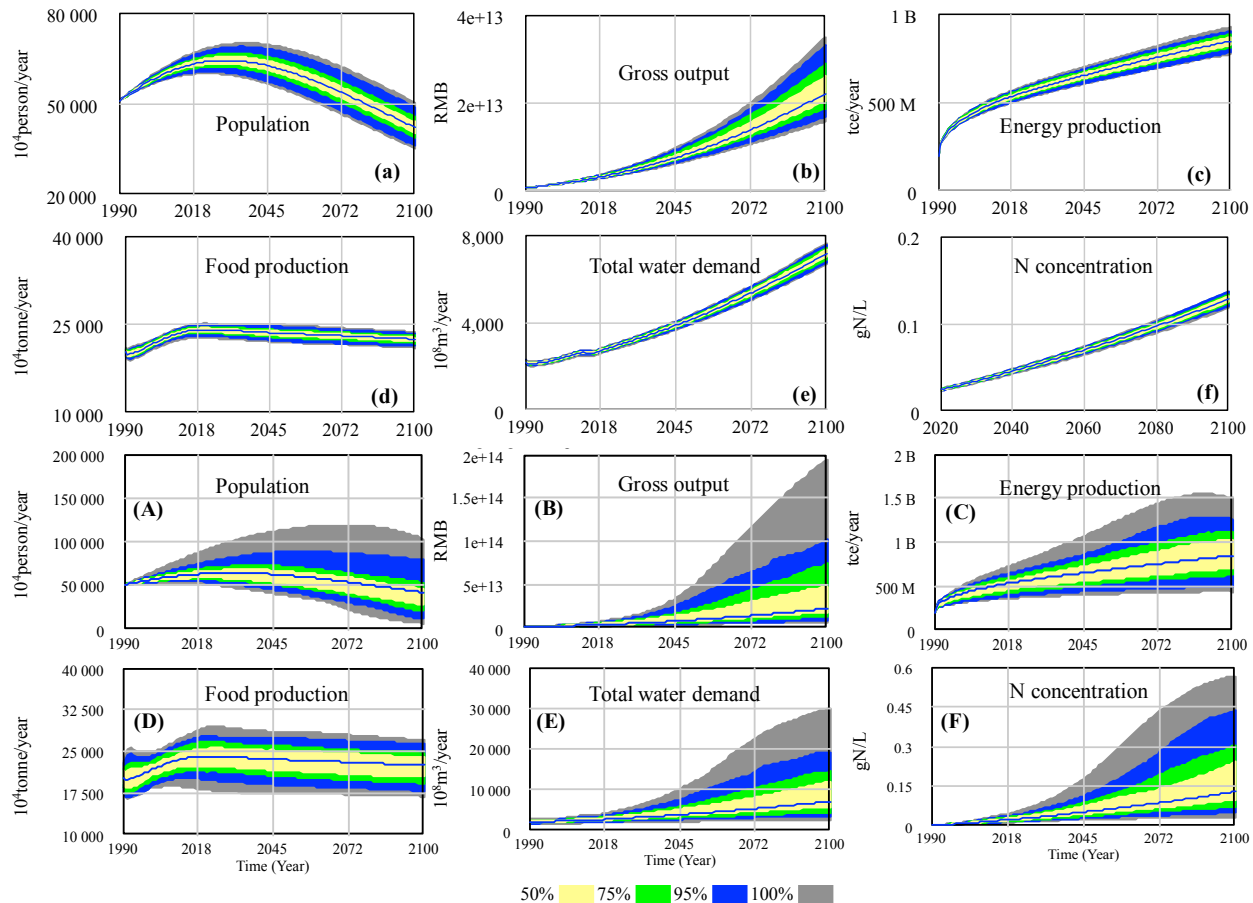 80 000
50 000
20 000
10⁴person/year
Population
(a)
1990 2018 2045 2072 2100
4e+13
2e+13
0
RMB
Gross output
(b)
1990 2018 2045 2072 2100
1 B
500 M
0
tce/year
Energy production
(c)
1990 2018 2045 2072 2100
40 000
25 000
10 000
10⁴tonne/year
Food production
(d)
1990 2018 2045 2072 2100
8,000
4,000
0
10⁸m³/year
Total water demand
(e)
1990 2018 2045 2072 2100
0.2
0.1
0
gN/L
N concentration
(f)
2020 2040 2060 2080 2100
200 000
150 000
100 000
50 000
0
10⁴person/year
Population
(A)
1990 2018 2045 2072 2100
2e+14
1.5e+14
1e+14
5e+13
0
RMB
Gross output
(B)
1990 2018 2045 2072 2100
2 B
1.5 B
1 B
500 M
0
tce/year
Energy production
(C)
1990 2018 2045 2072 2100
40 000
32 500
25 000
17 500
10 000
10⁴tonne/year
Food production
(D)
1990 2018 2045 2072 2100
Time (Year)
40 000
30 000
20 000
10 000
0
10⁸m³/year
Total water demand
(E)
1990 2018 2045 2072 2100
Time (Year)
0.6
0.45
0.3
0.15
0
gN/L
N concentration
(F)
1990 2018 2045 2072 2100
Time (Year)
50% 75% 95% 100%